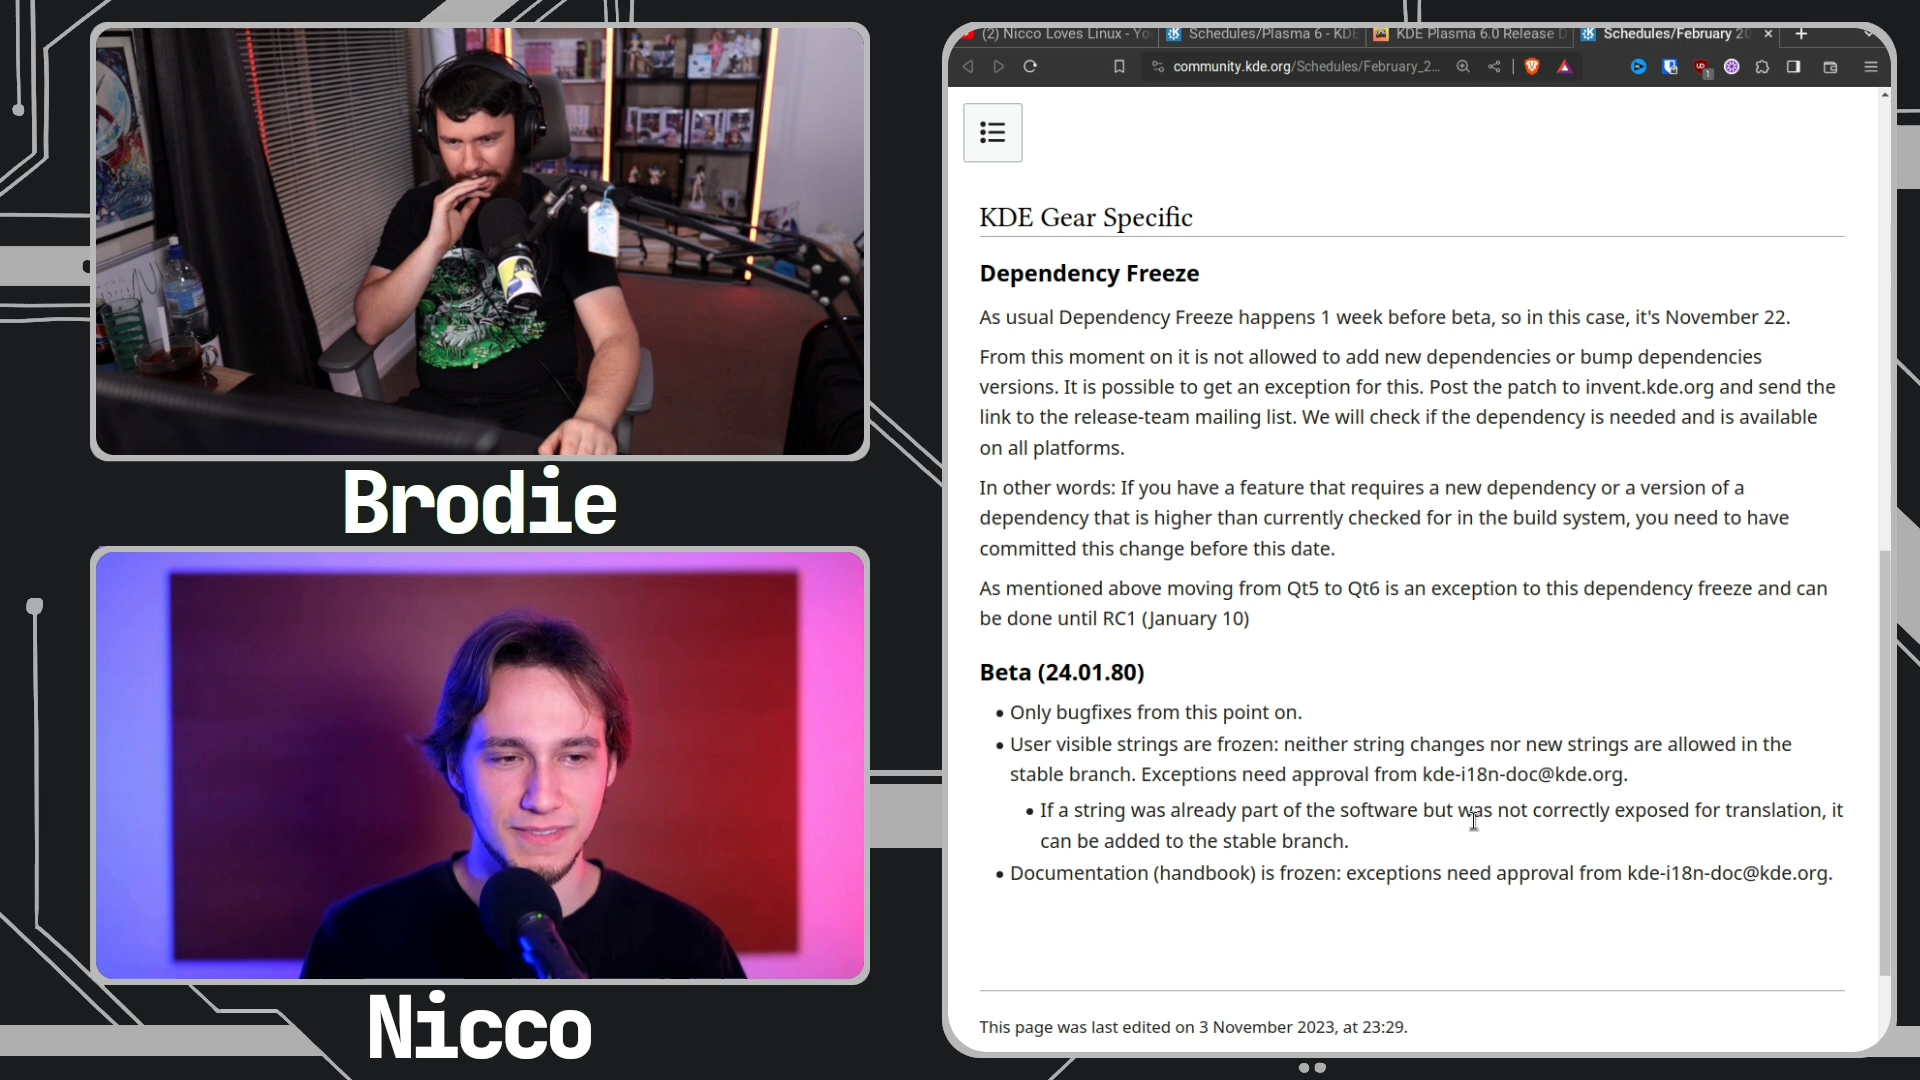 (2) Nicco Loves Linux - Yo
Schedules/Plasma 6 - KDE
KDE Plasma 6.0 Release D
Schedules/February 20
community.kde.org/Schedules/February_2...
KDE Gear Specific
Dependency Freeze
As usual Dependency Freeze happens 1 week before beta, so in this case, it's November 22.
From this moment on it is not allowed to add new dependencies or bump dependencies
versions. It is possible to get an exception for this. Post the patch to invent.kde.org and send the
link to the release-team mailing list. We will check if the dependency is needed and is available
on all platforms.
In other words: If you have a feature that requires a new dependency or a version of a
dependency that is higher than currently checked for in the build system, you need to have
committed this change before this date.
As mentioned above moving from Qt5 to Qt6 is an exception to this dependency freeze and can
be done until RC1 (January 10)
Beta (24.01.80)
• Only bugfixes from this point on.
• User visible strings are frozen: neither string changes nor new strings are allowed in the
stable branch. Exceptions need approval from kde-i18n-doc@kde.org.
• If a string was already part of the software but was not correctly exposed for translation, it
can be added to the stable branch.
• Documentation (handbook) is frozen: exceptions need approval from kde-i18n-doc@kde.org.
This page was last edited on 3 November 2023, at 23:29.
Brodie
Nicco